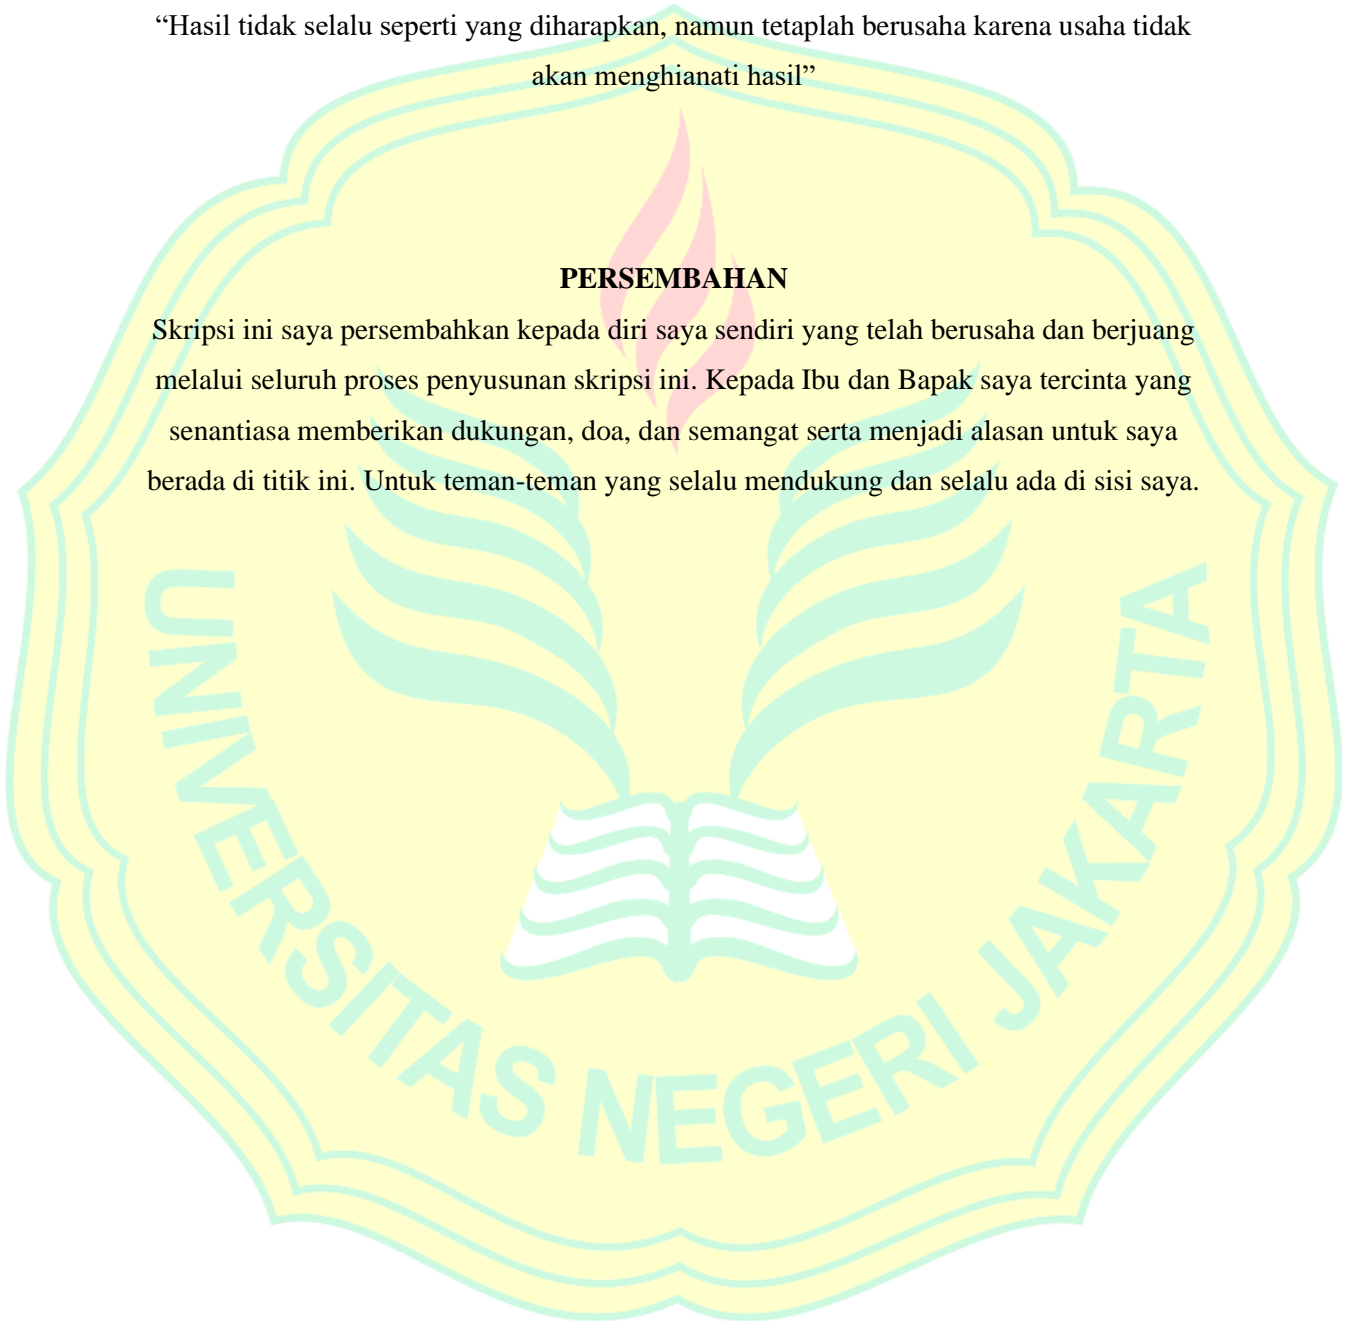 “Hasil tidak selalu seperti yang diharapkan, namun tetaplah berusaha karena usaha tidak
akan menghianati hasil”
PERSEMBAHAN
Skripsi ini saya persembahkan kepada diri saya sendiri yang telah berusaha dan berjuang
melalui seluruh proses penyusunan skripsi ini. Kepada Ibu dan Bapak saya tercinta yang
senantiasa memberikan dukungan, doa, dan semangat serta menjadi alasan untuk saya
berada di titik ini. Untuk teman-teman yang selalu mendukung dan selalu ada di sisi saya.
UNIVERSITAS NEGERI JAKARTA